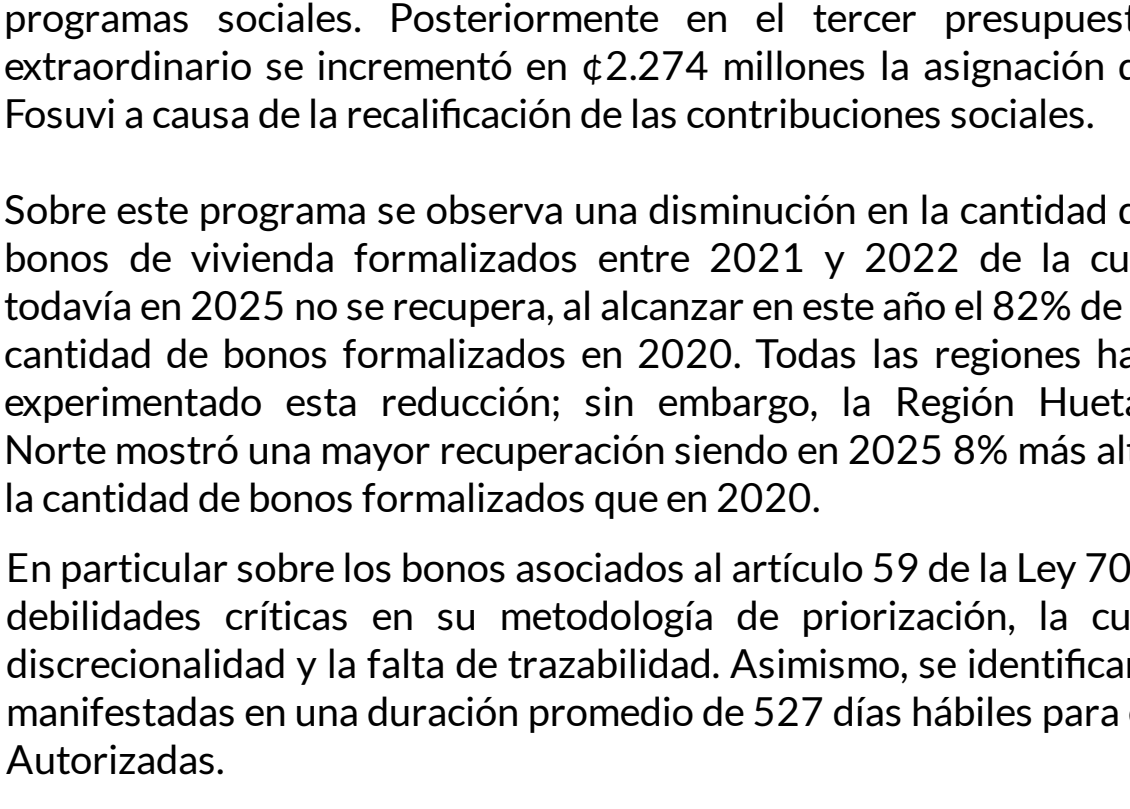 programas sociales. Posteriormente en el tercer presupuest
extraordinario se incrementó en ₡2.274 millones la asignación d
Fosuvi a causa de la recalificación de las contribuciones sociales.
Sobre este programa se observa una disminución en la cantidad d
bonos de vivienda formalizados entre 2021 y 2022 de la cu
todavía en 2025 no se recupera, al alcanzar en este año el 82% de
cantidad de bonos formalizados en 2020. Todas las regiones ha
experimentado esta reducción; sin embargo, la Región Hueta
Norte mostró una mayor recuperación siendo en 2025 8% más alt
la cantidad de bonos formalizados que en 2020.
En particular sobre los bonos asociados al artículo 59 de la Ley 70
debilidades críticas en su metodología de priorización, la cu
discrecionalidad y la falta de trazabilidad. Asimismo, se identificar
manifestadas en una duración promedio de 527 días hábiles para
Autorizadas.